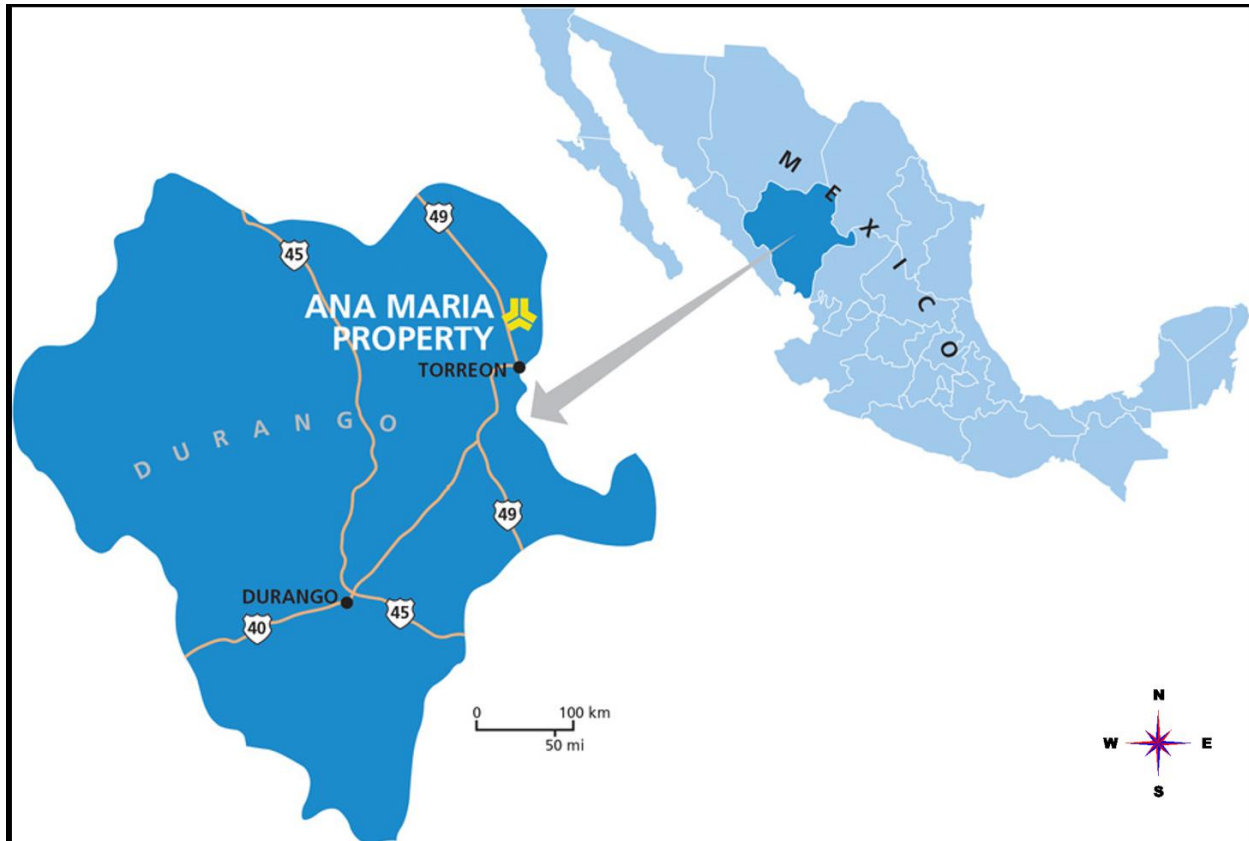 MEXICO
49
45
ANA MARIA
PROPERTY
TORREON
DURANGO
49
DURANGO
45
40
0 100 km
50 mi
N
W E
S